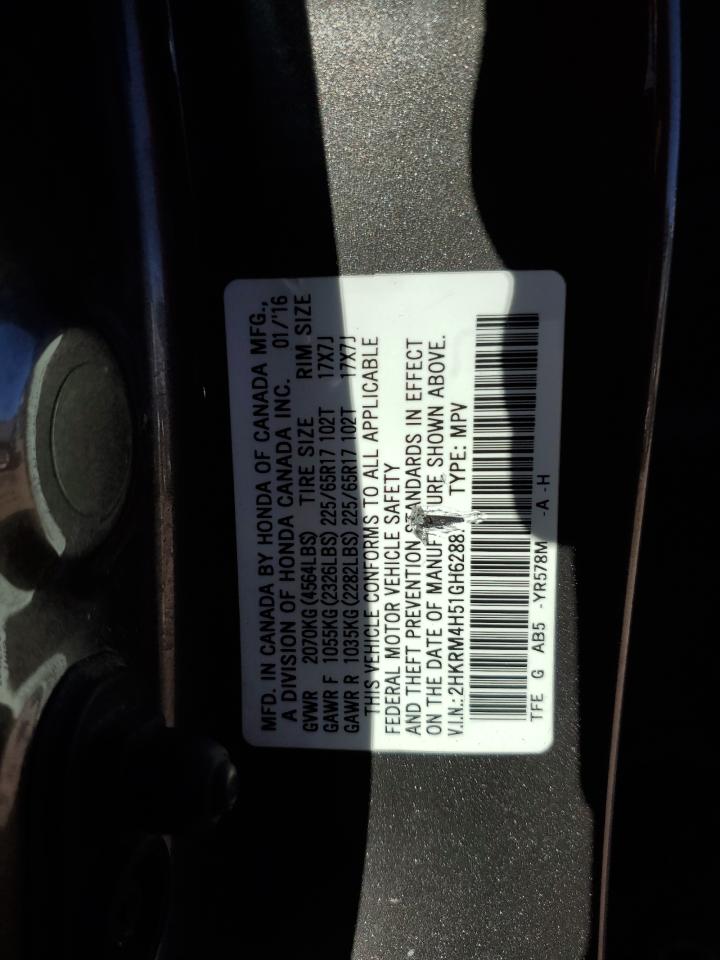 MFD. IN CANADA BY HONDA OF CANADA MFG.,
A DIVISION OF HONDA CANADA INC. 01/'16
GVWR 2070KG(4564LBS) TIRE SIZE RIM SIZE
GAWR F 1055KG(2326LBS) 225/65R17 102T 17X7J
GAWR R 1035KG(2282LBS) 225/65R17 102T 17X7J
THIS VEHICLE CONFORMS TO ALL APPLICABLE
FEDERAL MOTOR VEHICLE SAFETY
AND THEFT PREVENTION STANDARDS IN EFFECT
ON THE DATE OF SHOWN ABOVE.
V.I.N.: TYPE: MPV
TFE G AB5 -YR578M -A -H